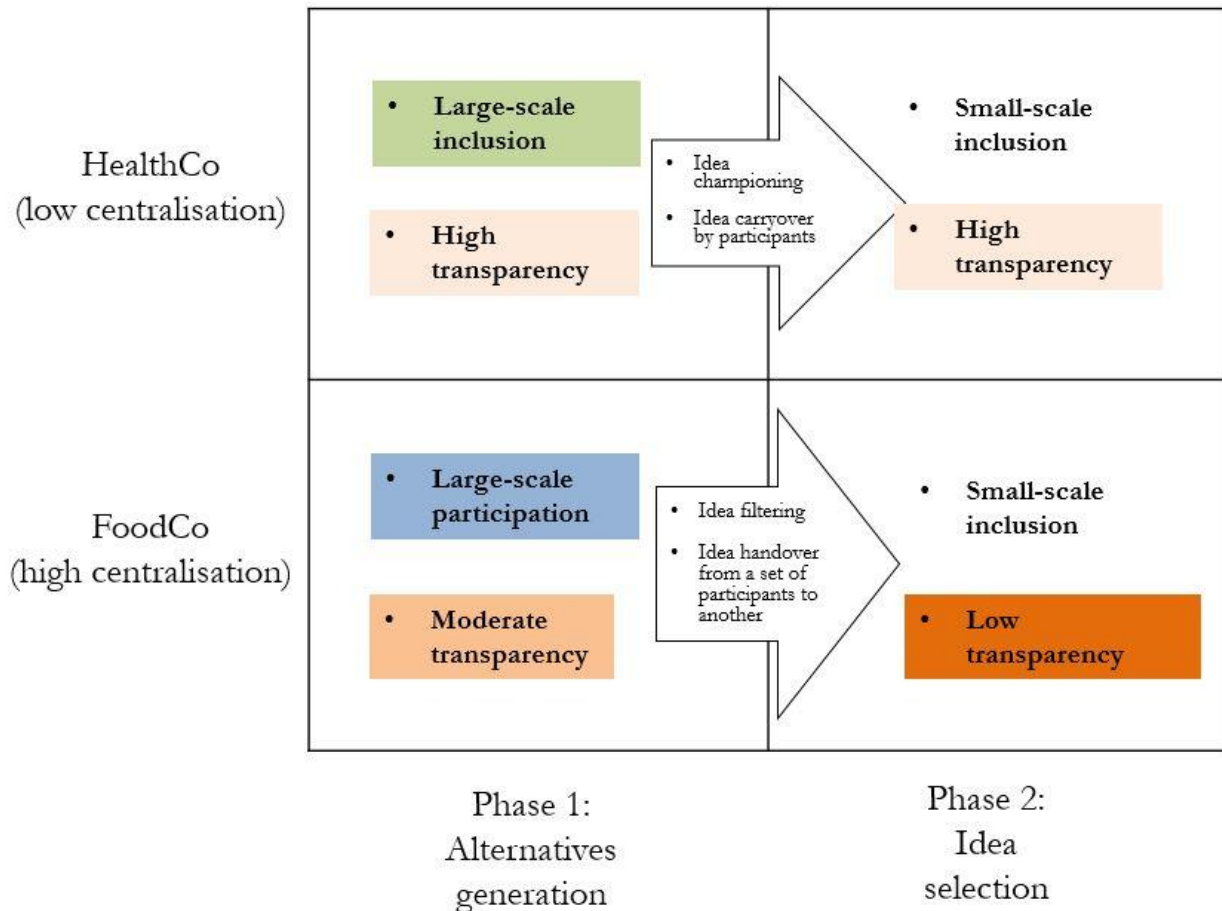 HealthCo
(low centralisation)
• Large-scale
inclusion
• High
transparency
• Idea
championing
• Idea carryover
by participants
• Small-scale
inclusion
• High
transparency
FoodCo
(high centralisation)
• Large-scale
participation
• Moderate
transparency
• Idea filtering
• Idea handover
from a set of
participants to
another
• Small-scale
inclusion
• Low
transparency
Phase 1:
Alternatives
generation
Phase 2:
Idea
selection